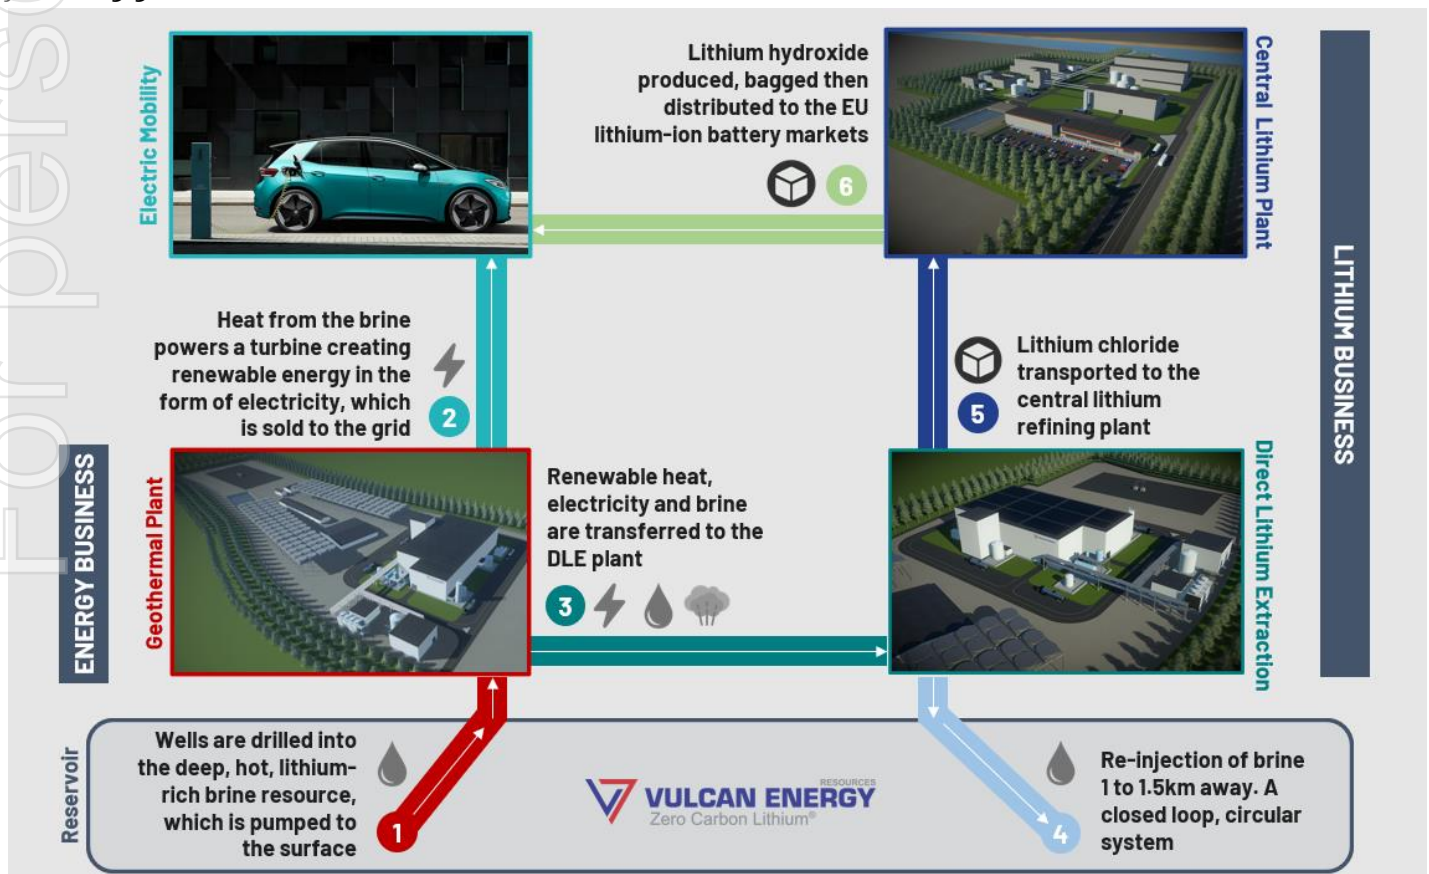 For perso
Electric Mobility
Lithium hydroxide
produced, bagged then
distributed to the EU
lithium-ion battery markets
6
Central Lithium Plant
LITHIUM BUSINESS
Heat from the brine
powers a turbine creating
renewable energy in the
form of electricity, which
is sold to the grid
2
Lithium chloride
transported to the
central lithium
refining plant
5
ENERGY BUSINESS
Geothermal Plant
Renewable heat,
electricity and brine
are transferred to the
DLE plant
3
Direct Lithium Extraction
Reservoir
Wells are drilled into
the deep, hot, lithium-
rich brine resource,
which is pumped to
the surface
1
RESOURCES
VULCAN ENERGY
Zero Carbon Lithium®
4
Re-injection of brine
1 to 1.5km away. A
closed loop, circular
system